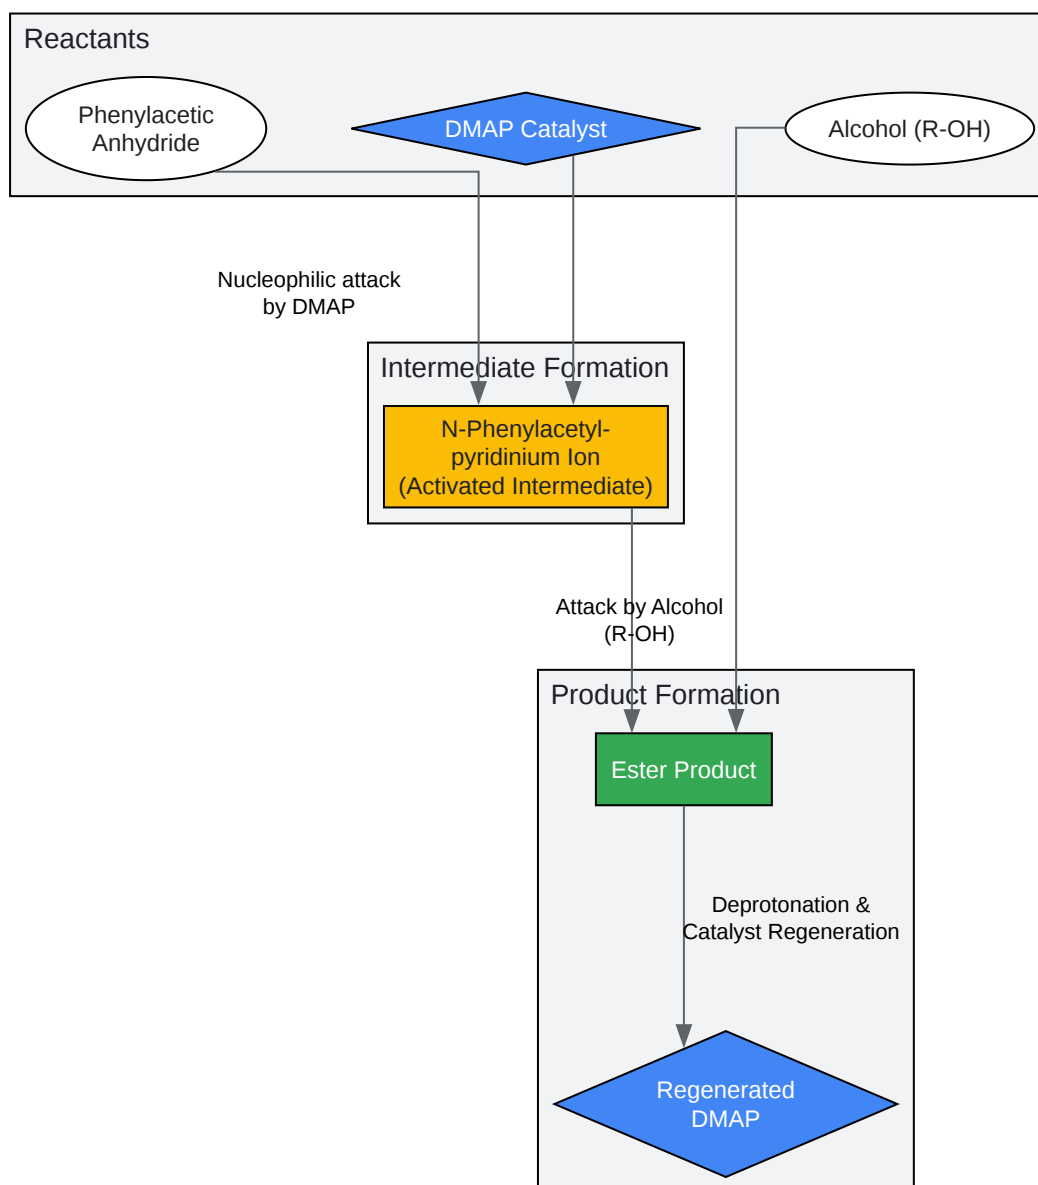 Reactants
Phenylacetic
Anhydride
DMAP Catalyst
Alcohol (R-OH)
Nucleophilic attack
by DMAP
Intermediate Formation
N-Phenylacetyl-
pyridinium Ion
(Activated Intermediate)
Attack by Alcohol
(R-OH)
Product Formation
Ester Product
Deprotonation &
Catalyst Regeneration
Regenerated
DMAP